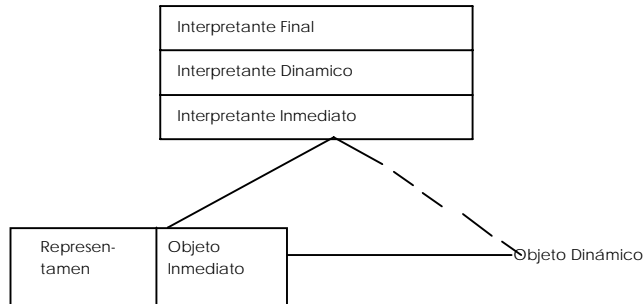 Interpretante Final
Interpretante Dinamico
Interpretante Inmediato
Represen-
tamen
Objeto
Inmediato
Objeto Dinámico